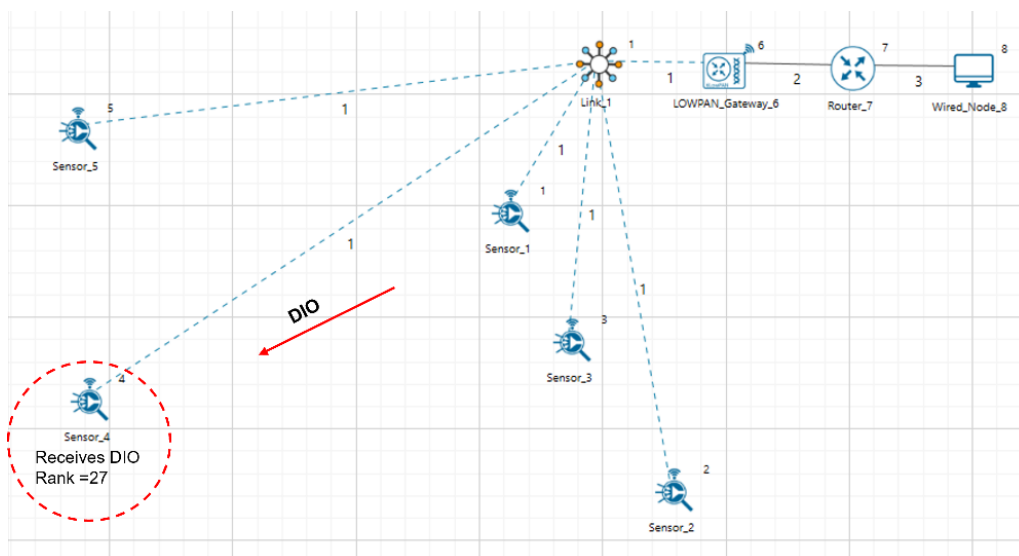 1
6
7
8
1
2
3
Link_1
LOWPAN_Gateway_6
Router_7
Wired_Node_8
5
1
Sensor_5
1
1
Sensor_1
1
1
1
DIO
3
Sensor_3
4
Sensor_4
Receives DIO
Rank =27
2
Sensor_2